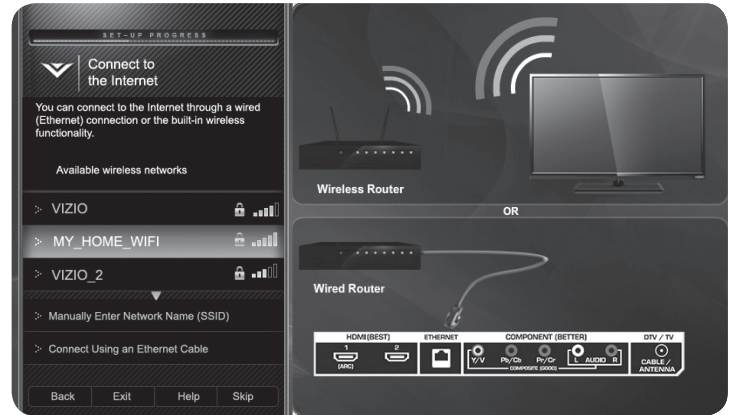 SET-UP PROGRESS
Connect to
the Internet
You can connect to the Internet through a wired
(Ethernet) connection or the built-in wireless
functionality.
Available wireless networks
VIZIO
MY_HOME_WIFI
VIZIO_2
Manually Enter Network Name (SSID)
Connect Using an Ethernet Cable
Back Exit Help Skip
Wireless Router
OR
Wired Router
HDMI(BEST) ETHERNET COMPONENT (BETTER) DTV / TV
1 2
(ARC)
Y/V Pb/Cb Pr/Cr L AUDIO R
COMPOSITE (GOOD)
CABLE /
ANTENNA